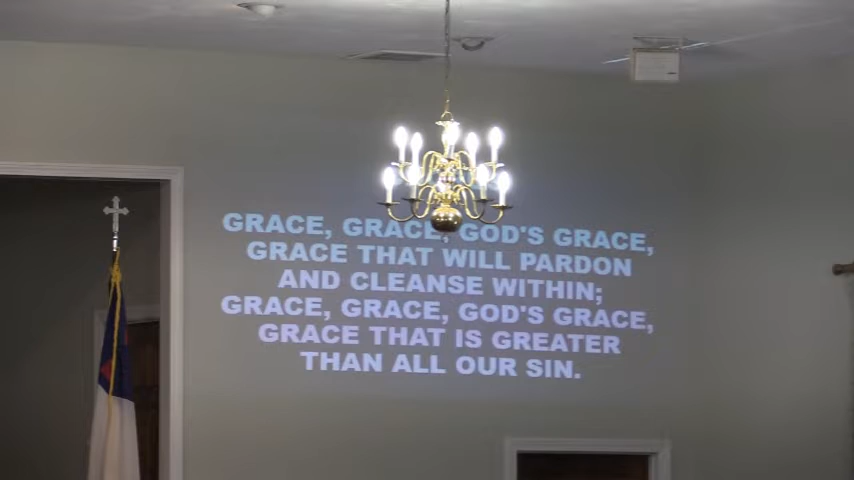 GRACE, GRACE, GOD'S GRACE,
GRACE THAT WILL PARDON
AND CLEANSE WITHIN;
GRACE, GRACE, GOD'S GRACE,
GRACE THAT IS GREATER
THAN ALL OUR SIN.